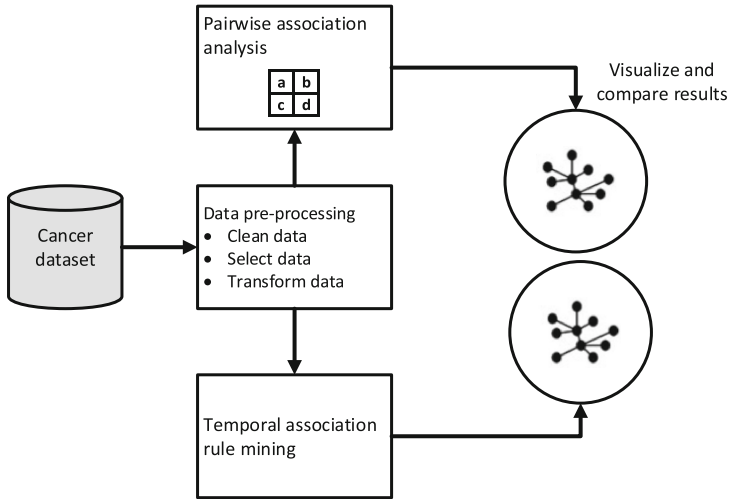 Pairwise association
analysis
a b
c d
Visualize and
compare results
Cancer
dataset
Data pre-processing
• Clean data
• Select data
• Transform data
Temporal association
rule mining